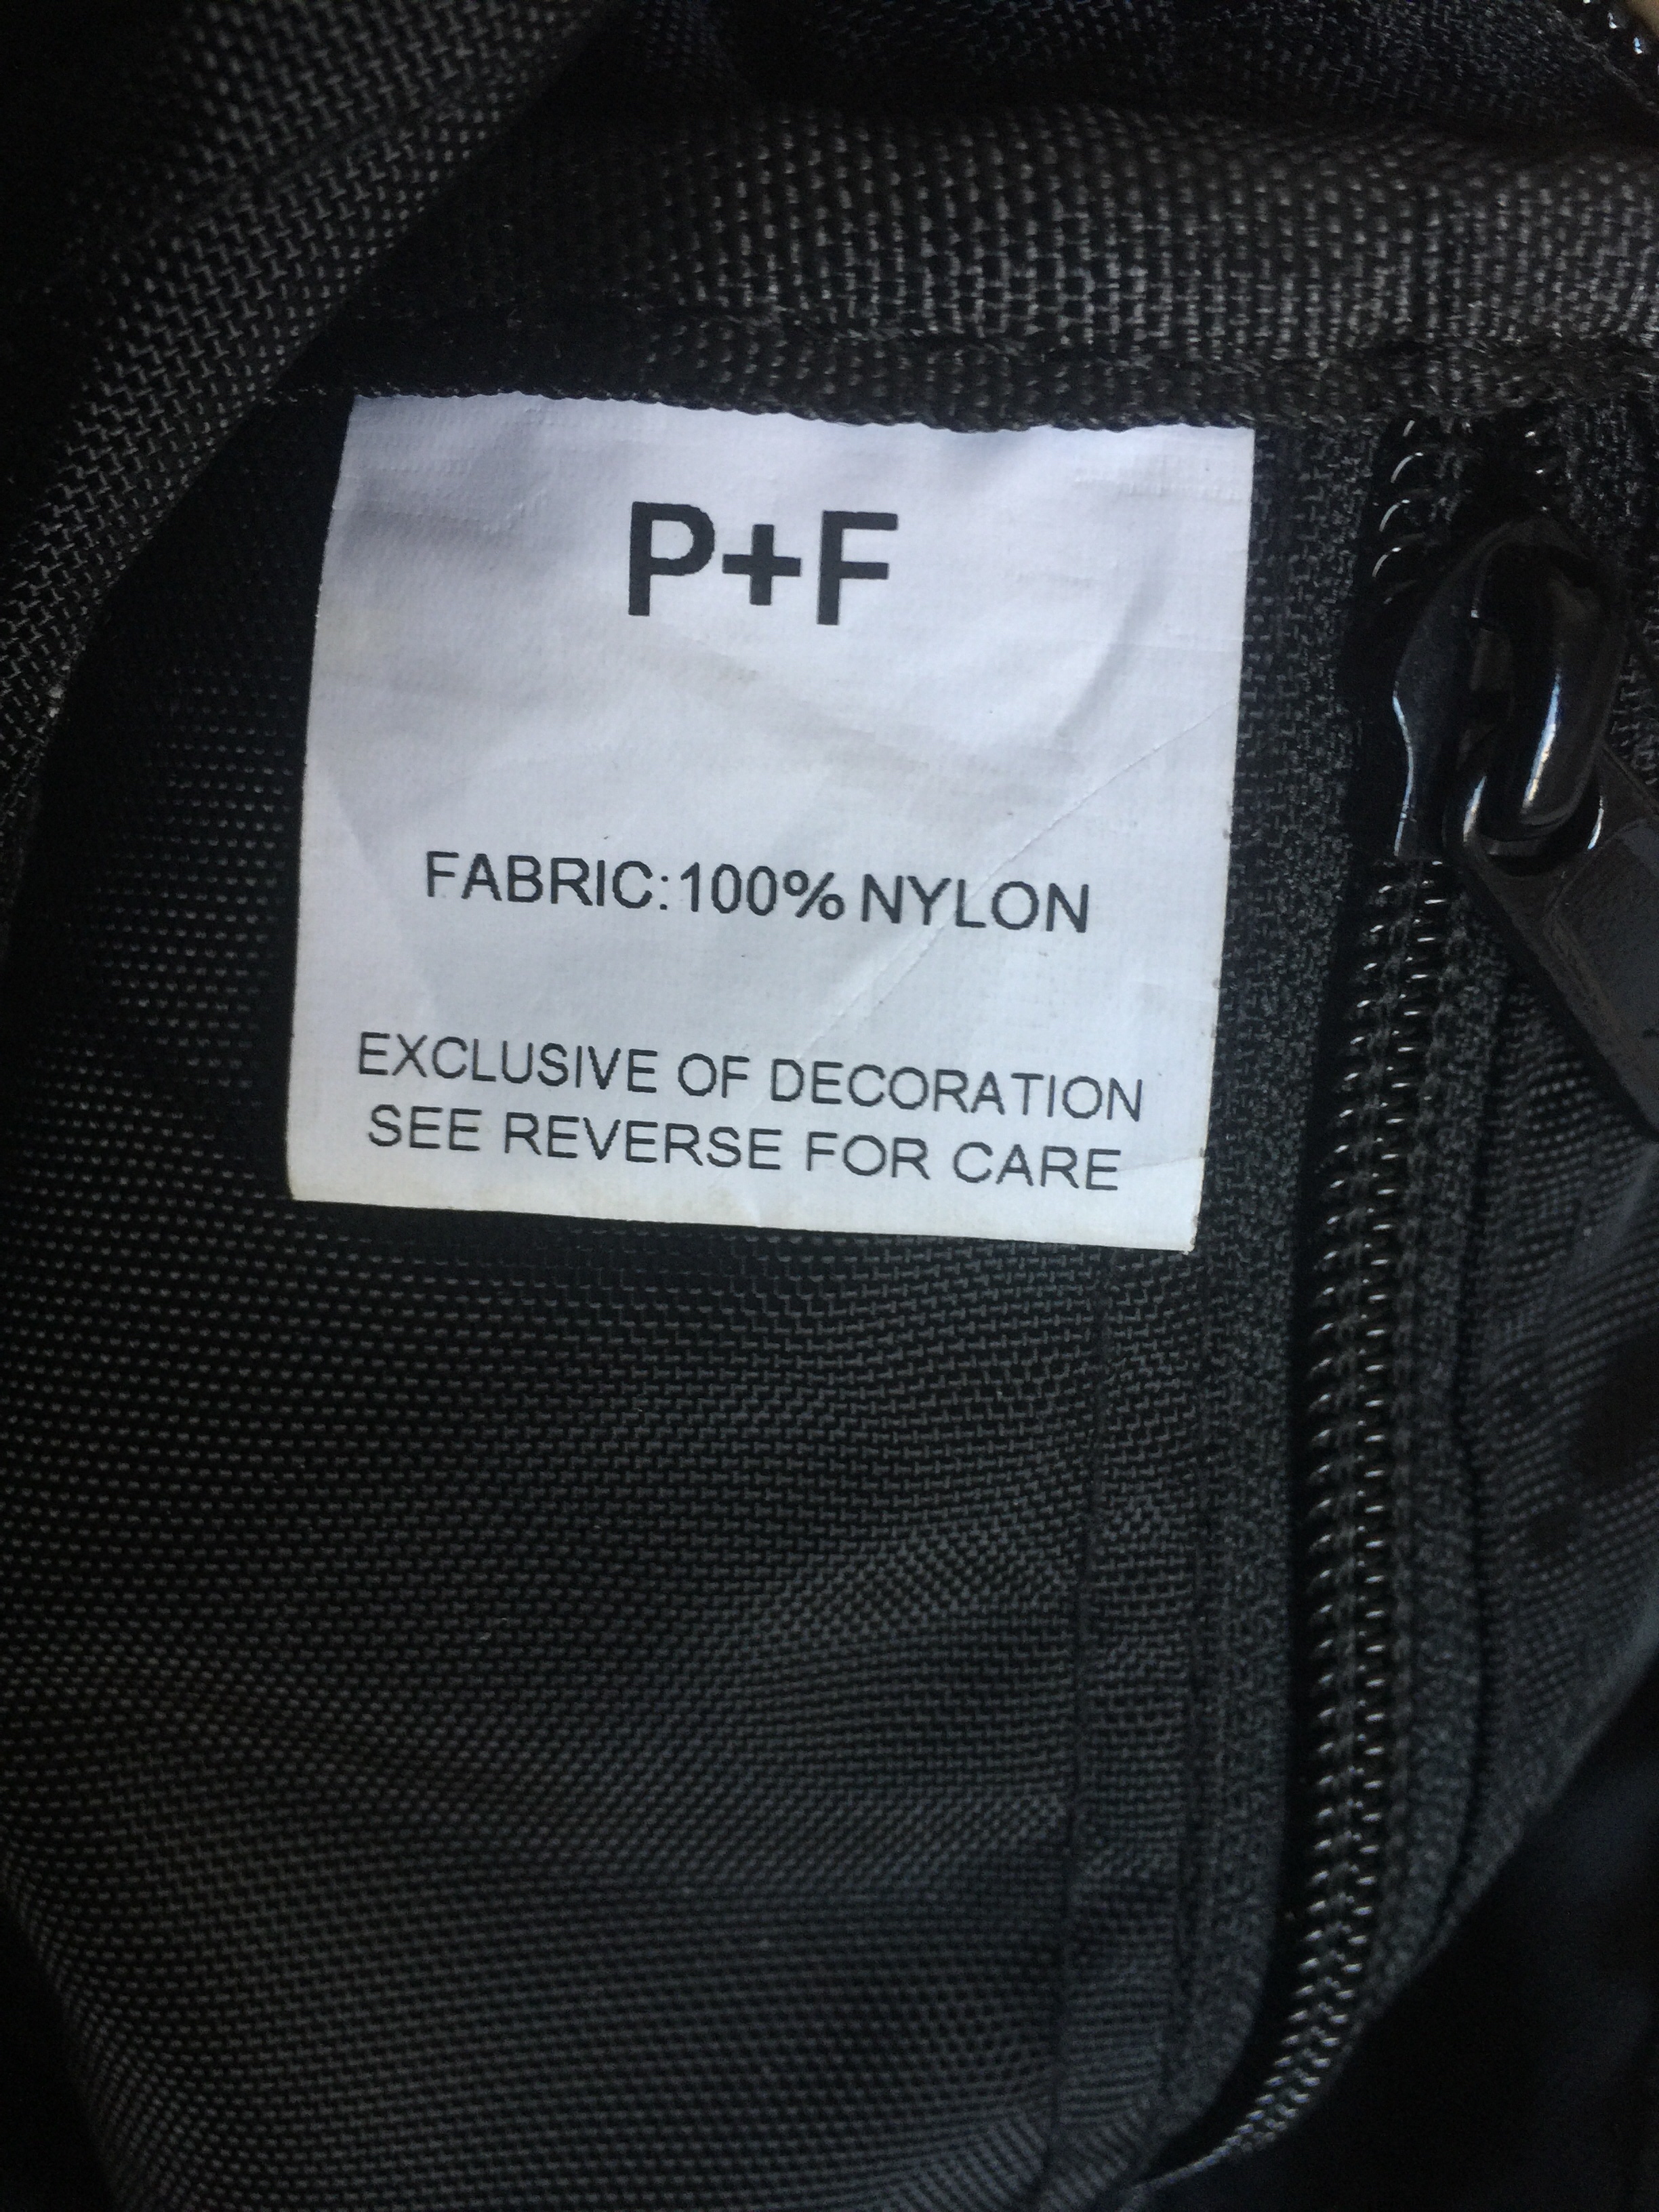 P+F
FABRIC:100% NYLON
EXCLUSIVE OF DECORATION
SEE REVERSE FOR CARE